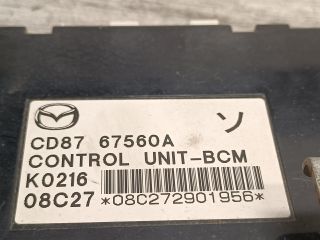 CD87 67560A ソ
CONTROL UNIT-BCM
K0216
08C27 *08C272901956*